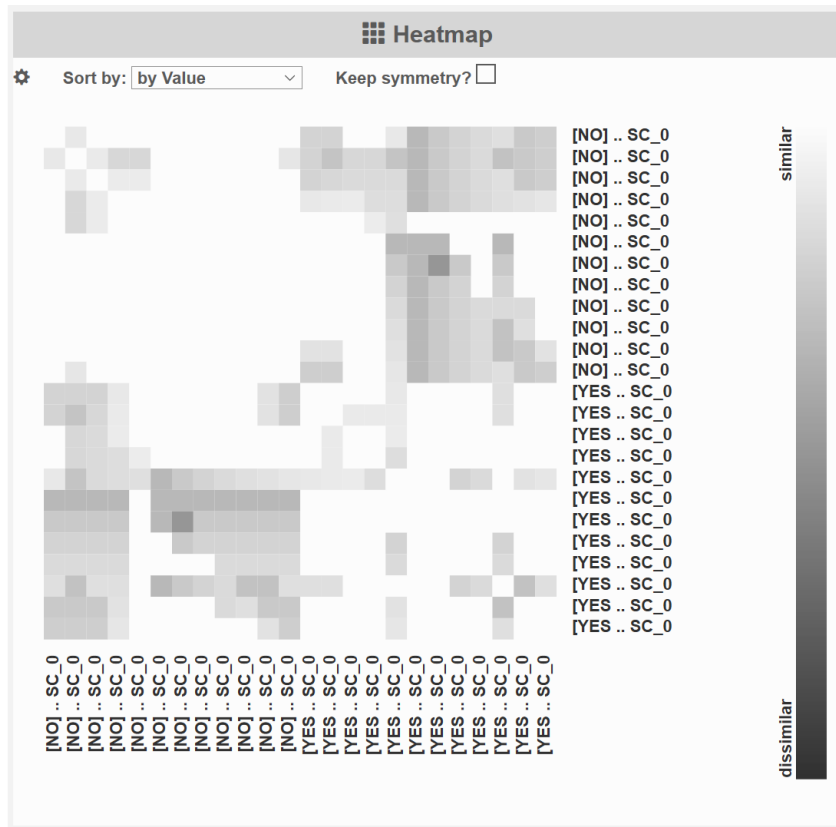 Heatmap
Sort by: by Value Keep symmetry?
[NO] .. SC_0
[NO] .. SC_0
[NO] .. SC_0
[NO] .. SC_0
[NO] .. SC_0
[NO] .. SC_0
[NO] .. SC_0
[NO] .. SC_0
[NO] .. SC_0
[NO] .. SC_0
[NO] .. SC_0
[NO] .. SC_0
[YES .. SC_0
[YES .. SC_0
[YES .. SC_0
[YES .. SC_0
[YES .. SC_0
[YES .. SC_0
[YES .. SC_0
[YES .. SC_0
[YES .. SC_0
[YES .. SC_0
[YES .. SC_0
[YES .. SC_0
similar
dissimilar
[NO] .. SC_0
[NO] .. SC_0
[NO] .. SC_0
[NO] .. SC_0
[NO] .. SC_0
[NO] .. SC_0
[NO] .. SC_0
[NO] .. SC_0
[NO] .. SC_0
[NO] .. SC_0
[NO] .. SC_0
[NO] .. SC_0
[YES .. SC_0
[YES .. SC_0
[YES .. SC_0
[YES .. SC_0
[YES .. SC_0
[YES .. SC_0
[YES .. SC_0
[YES .. SC_0
[YES .. SC_0
[YES .. SC_0
[YES .. SC_0
[YES .. SC_0